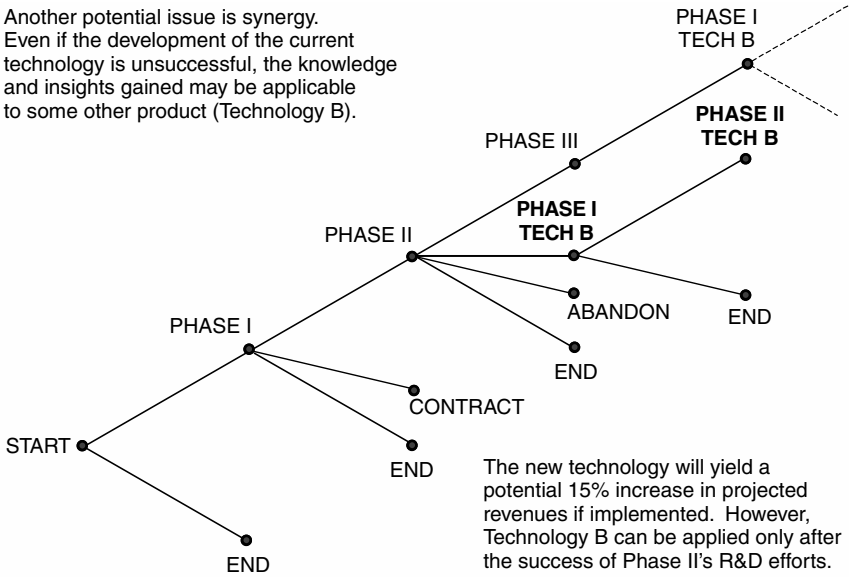 Another potential issue is synergy.
Even if the development of the current
technology is unsuccessful, the knowledge
and insights gained may be applicable
to some other product (Technology B).
PHASE I
TECH B
PHASE II
TECH B
PHASE III
PHASE I
TECH B
PHASE II
ABANDON
END
PHASE I
END
CONTRACT
START
END
END
The new technology will yield a
potential 15% increase in projected
revenues if implemented. However,
Technology B can be applied only after
the success of Phase II's R&D efforts.